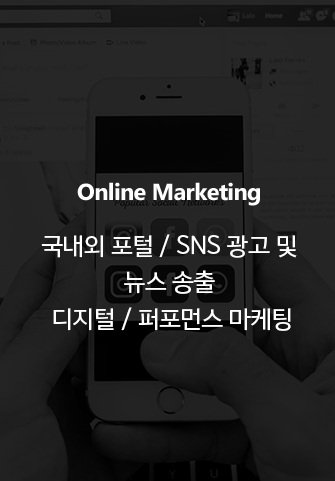 Home
Online Marketing
국내외 포털 / SNS 광고 및
뉴스 송출
디지털 / 퍼포먼스 마케팅